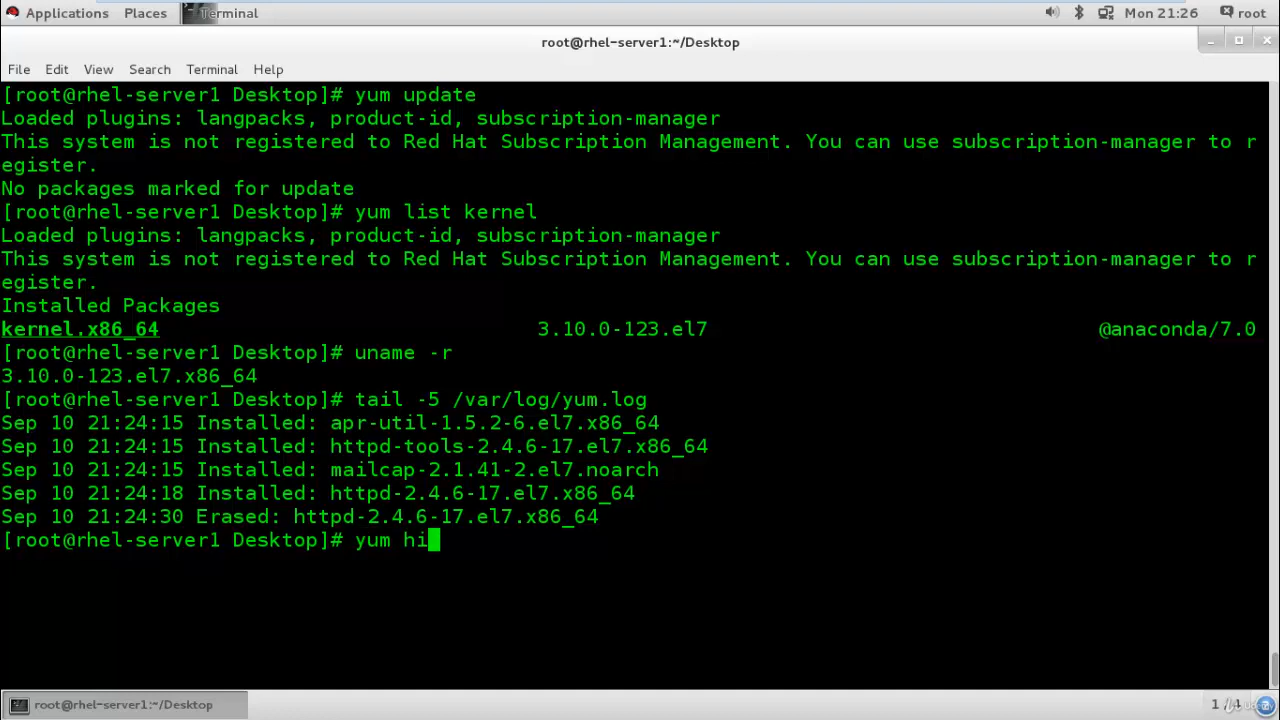 Applications Places Terminal Mon 21:26 root
root@rhel-server1:~/Desktop
File Edit View Search Terminal Help
[root@rhel-server1 Desktop]# yum update
Loaded plugins: langpacks, product-id, subscription-manager
This system is not registered to Red Hat Subscription Management. You can use subscription-manager to r
egister.
No packages marked for update
[root@rhel-server1 Desktop]# yum list kernel
Loaded plugins: langpacks, product-id, subscription-manager
This system is not registered to Red Hat Subscription Management. You can use subscription-manager to r
egister.
Installed Packages
kernel.x86_64 3.10.0-123.el7 @anaconda/7.0
[root@rhel-server1 Desktop]# uname -r
3.10.0-123.el7.x86_64
[root@rhel-server1 Desktop]# tail -5 /var/log/yum.log
Sep 10 21:24:15 Installed: apr-util-1.5.2-6.el7.x86_64
Sep 10 21:24:15 Installed: httpd-tools-2.4.6-17.el7.x86_64
Sep 10 21:24:15 Installed: mailcap-2.1.41-2.el7.noarch
Sep 10 21:24:18 Installed: httpd-2.4.6-17.el7.x86_64
Sep 10 21:24:30 Erased: httpd-2.4.6-17.el7.x86_64
[root@rhel-server1 Desktop]# yum hi
root@rhel-server1:~/Desktop 1 / 4